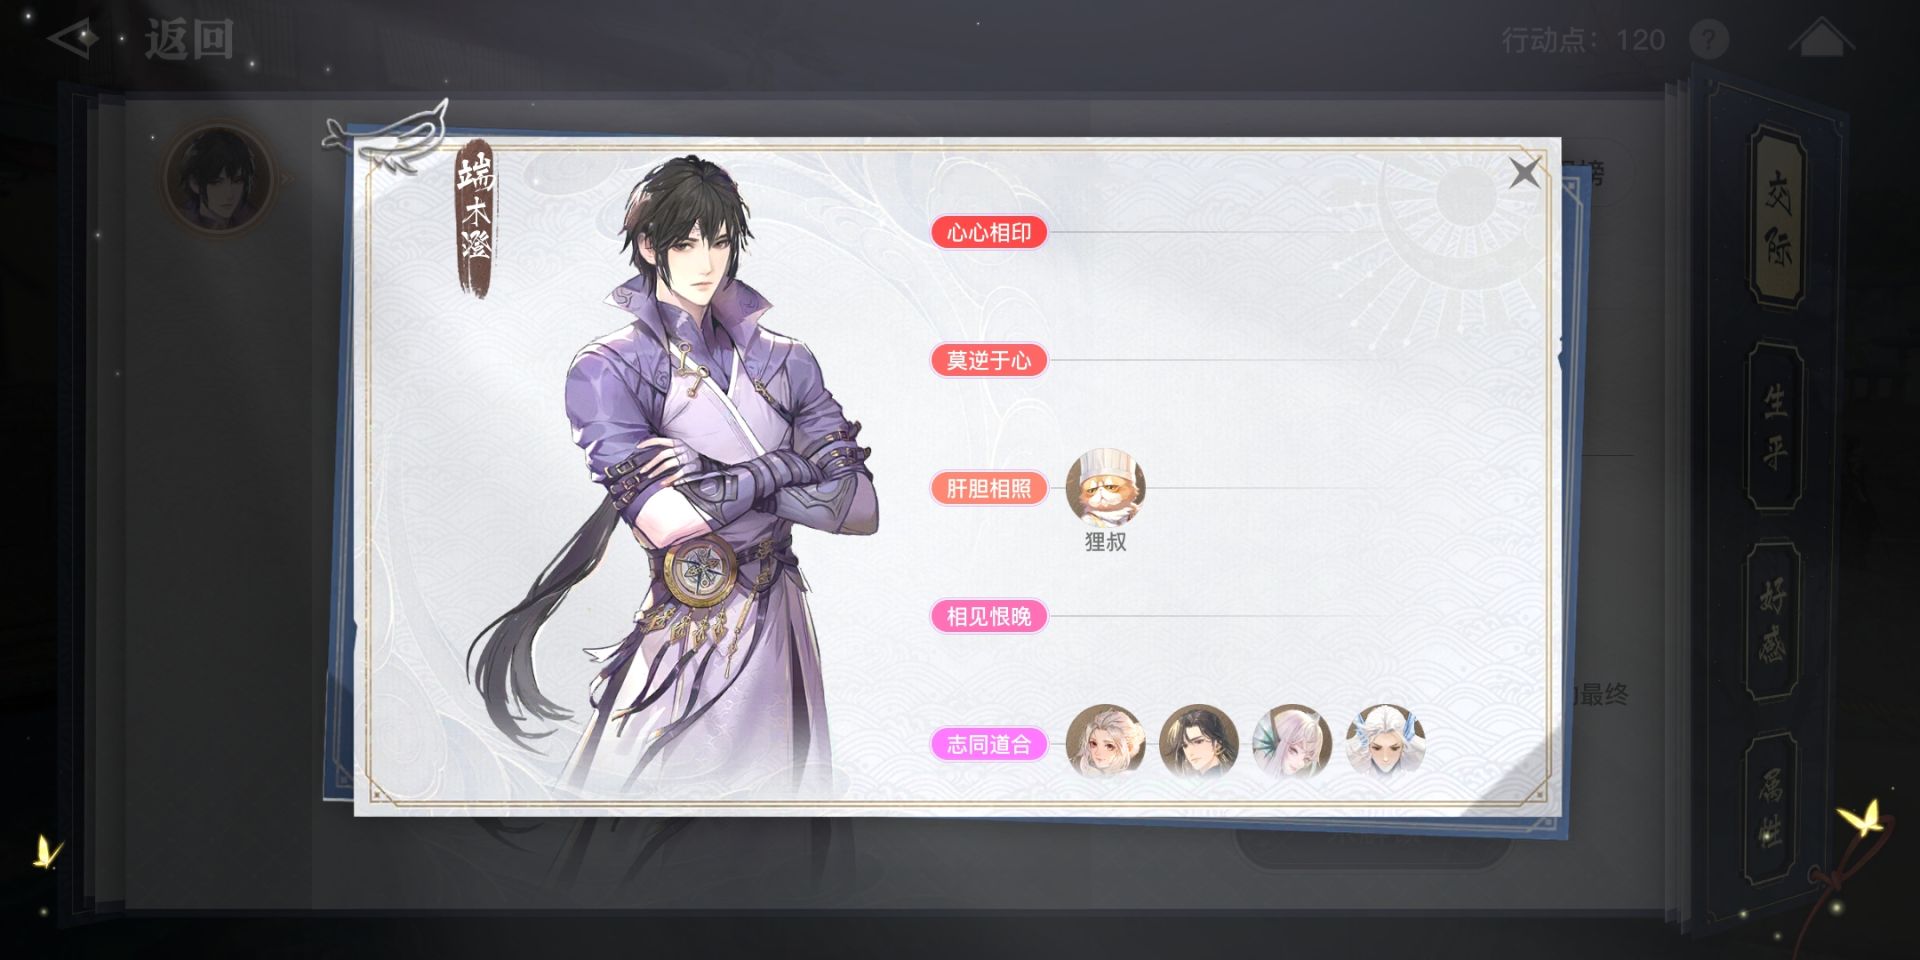 返回
行动点：120
?
端木澄
心心相印
莫逆于心
肝胆相照
狸叔
相见恨晚
志同道合
榜
最终
交际
生平
好感
属性